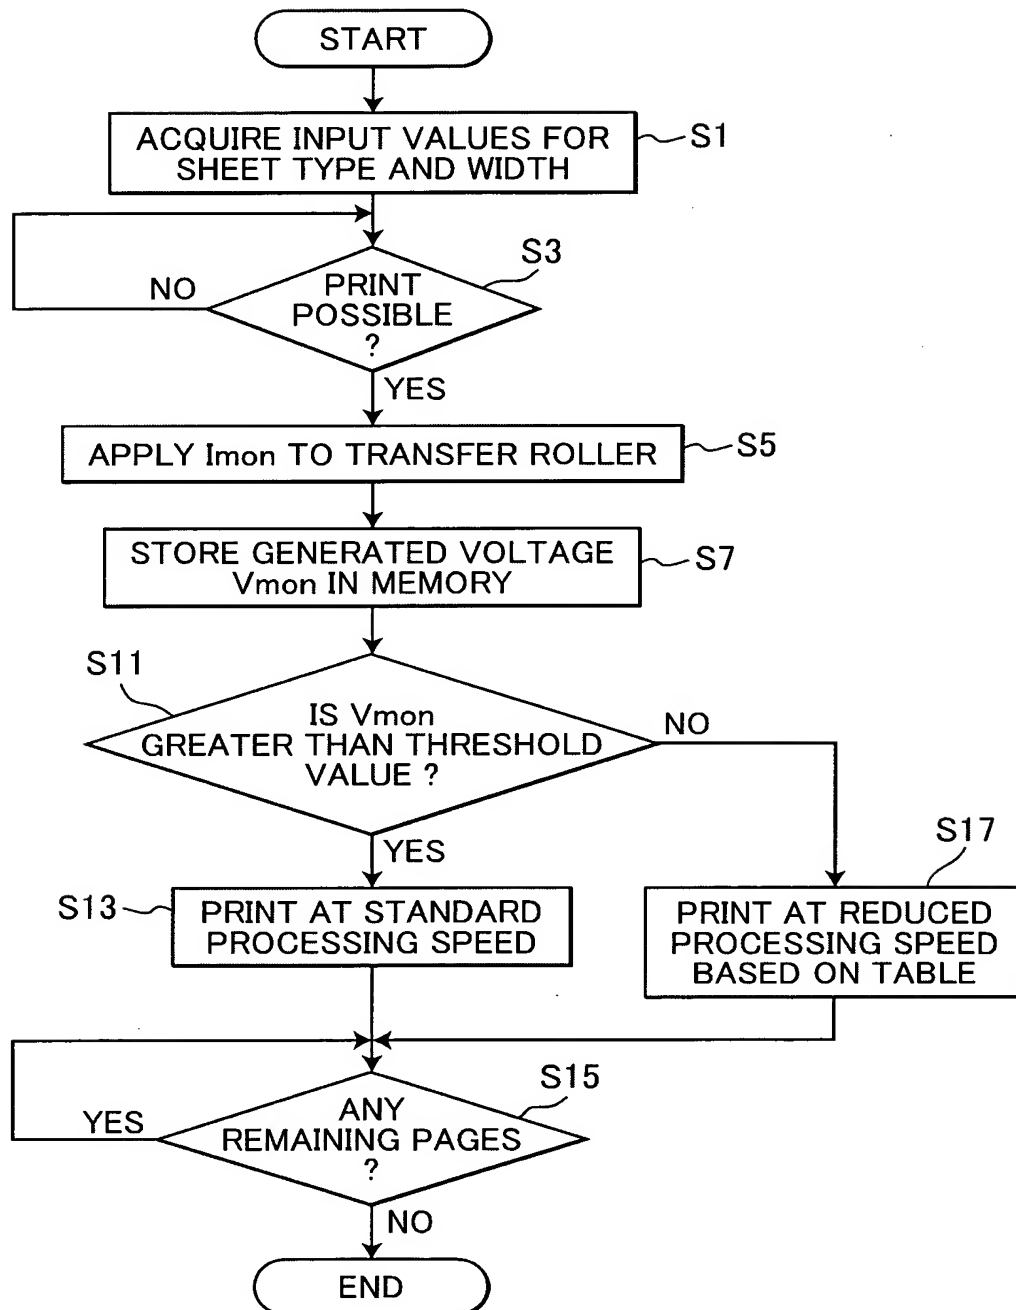 START
ACQUIRE INPUT VALUES FOR
SHEET TYPE AND WIDTH
S1
S3
NO
PRINT
POSSIBLE
?
YES
APPLY Imon TO TRANSFER ROLLER
S5
STORE GENERATED VOLTAGE
Vmon IN MEMORY
S7
S11
IS Vmon
GREATER THAN THRESHOLD
VALUE ?
NO
YES
S17
S13
PRINT AT STANDARD
PROCESSING SPEED
PRINT AT REDUCED
PROCESSING SPEED
BASED ON TABLE
S15
YES
ANY
REMAINING PAGES
?
NO
END